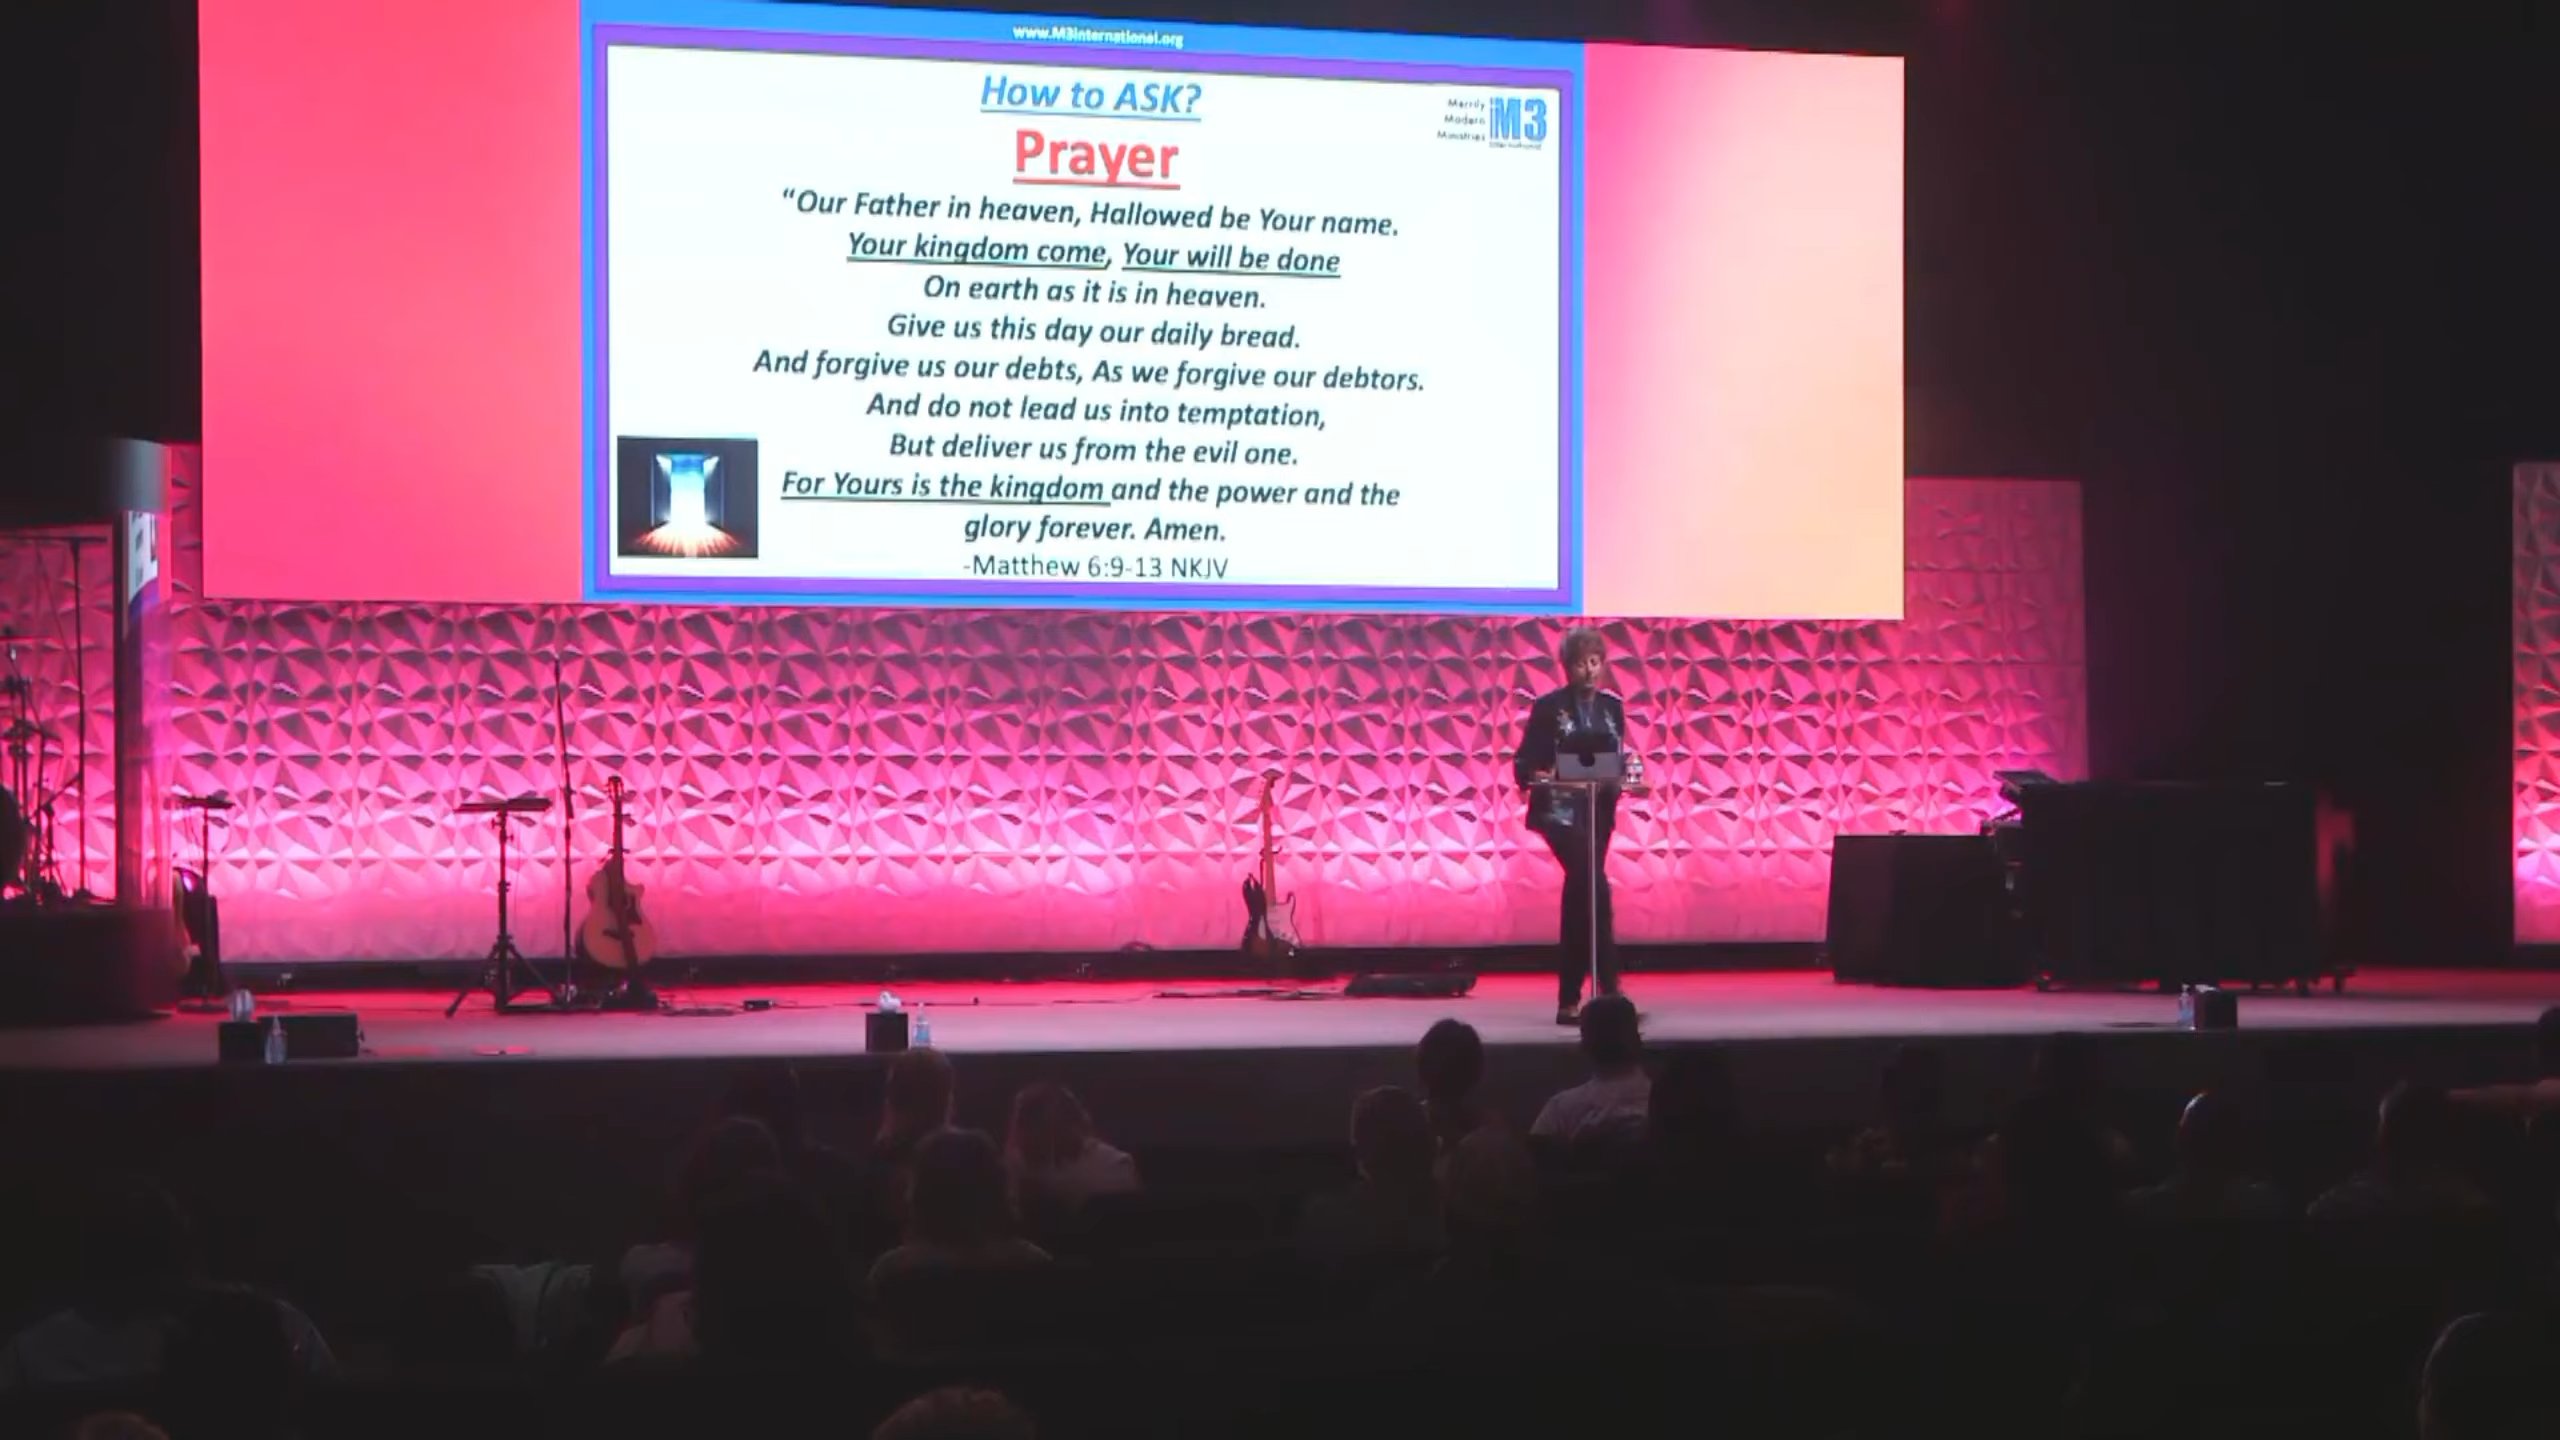 www.M3international.org
How to ASK?
Merrily
Modern
Ministries
M3
International
Prayer
“Our Father in heaven, Hallowed be Your name.
Your kingdom come, Your will be done
On earth as it is in heaven.
Give us this day our daily bread.
And forgive us our debts, As we forgive our debtors.
And do not lead us into temptation,
But deliver us from the evil one.
For Yours is the kingdom and the power and the
glory forever. Amen.
-Matthew 6:9-13 NKJV